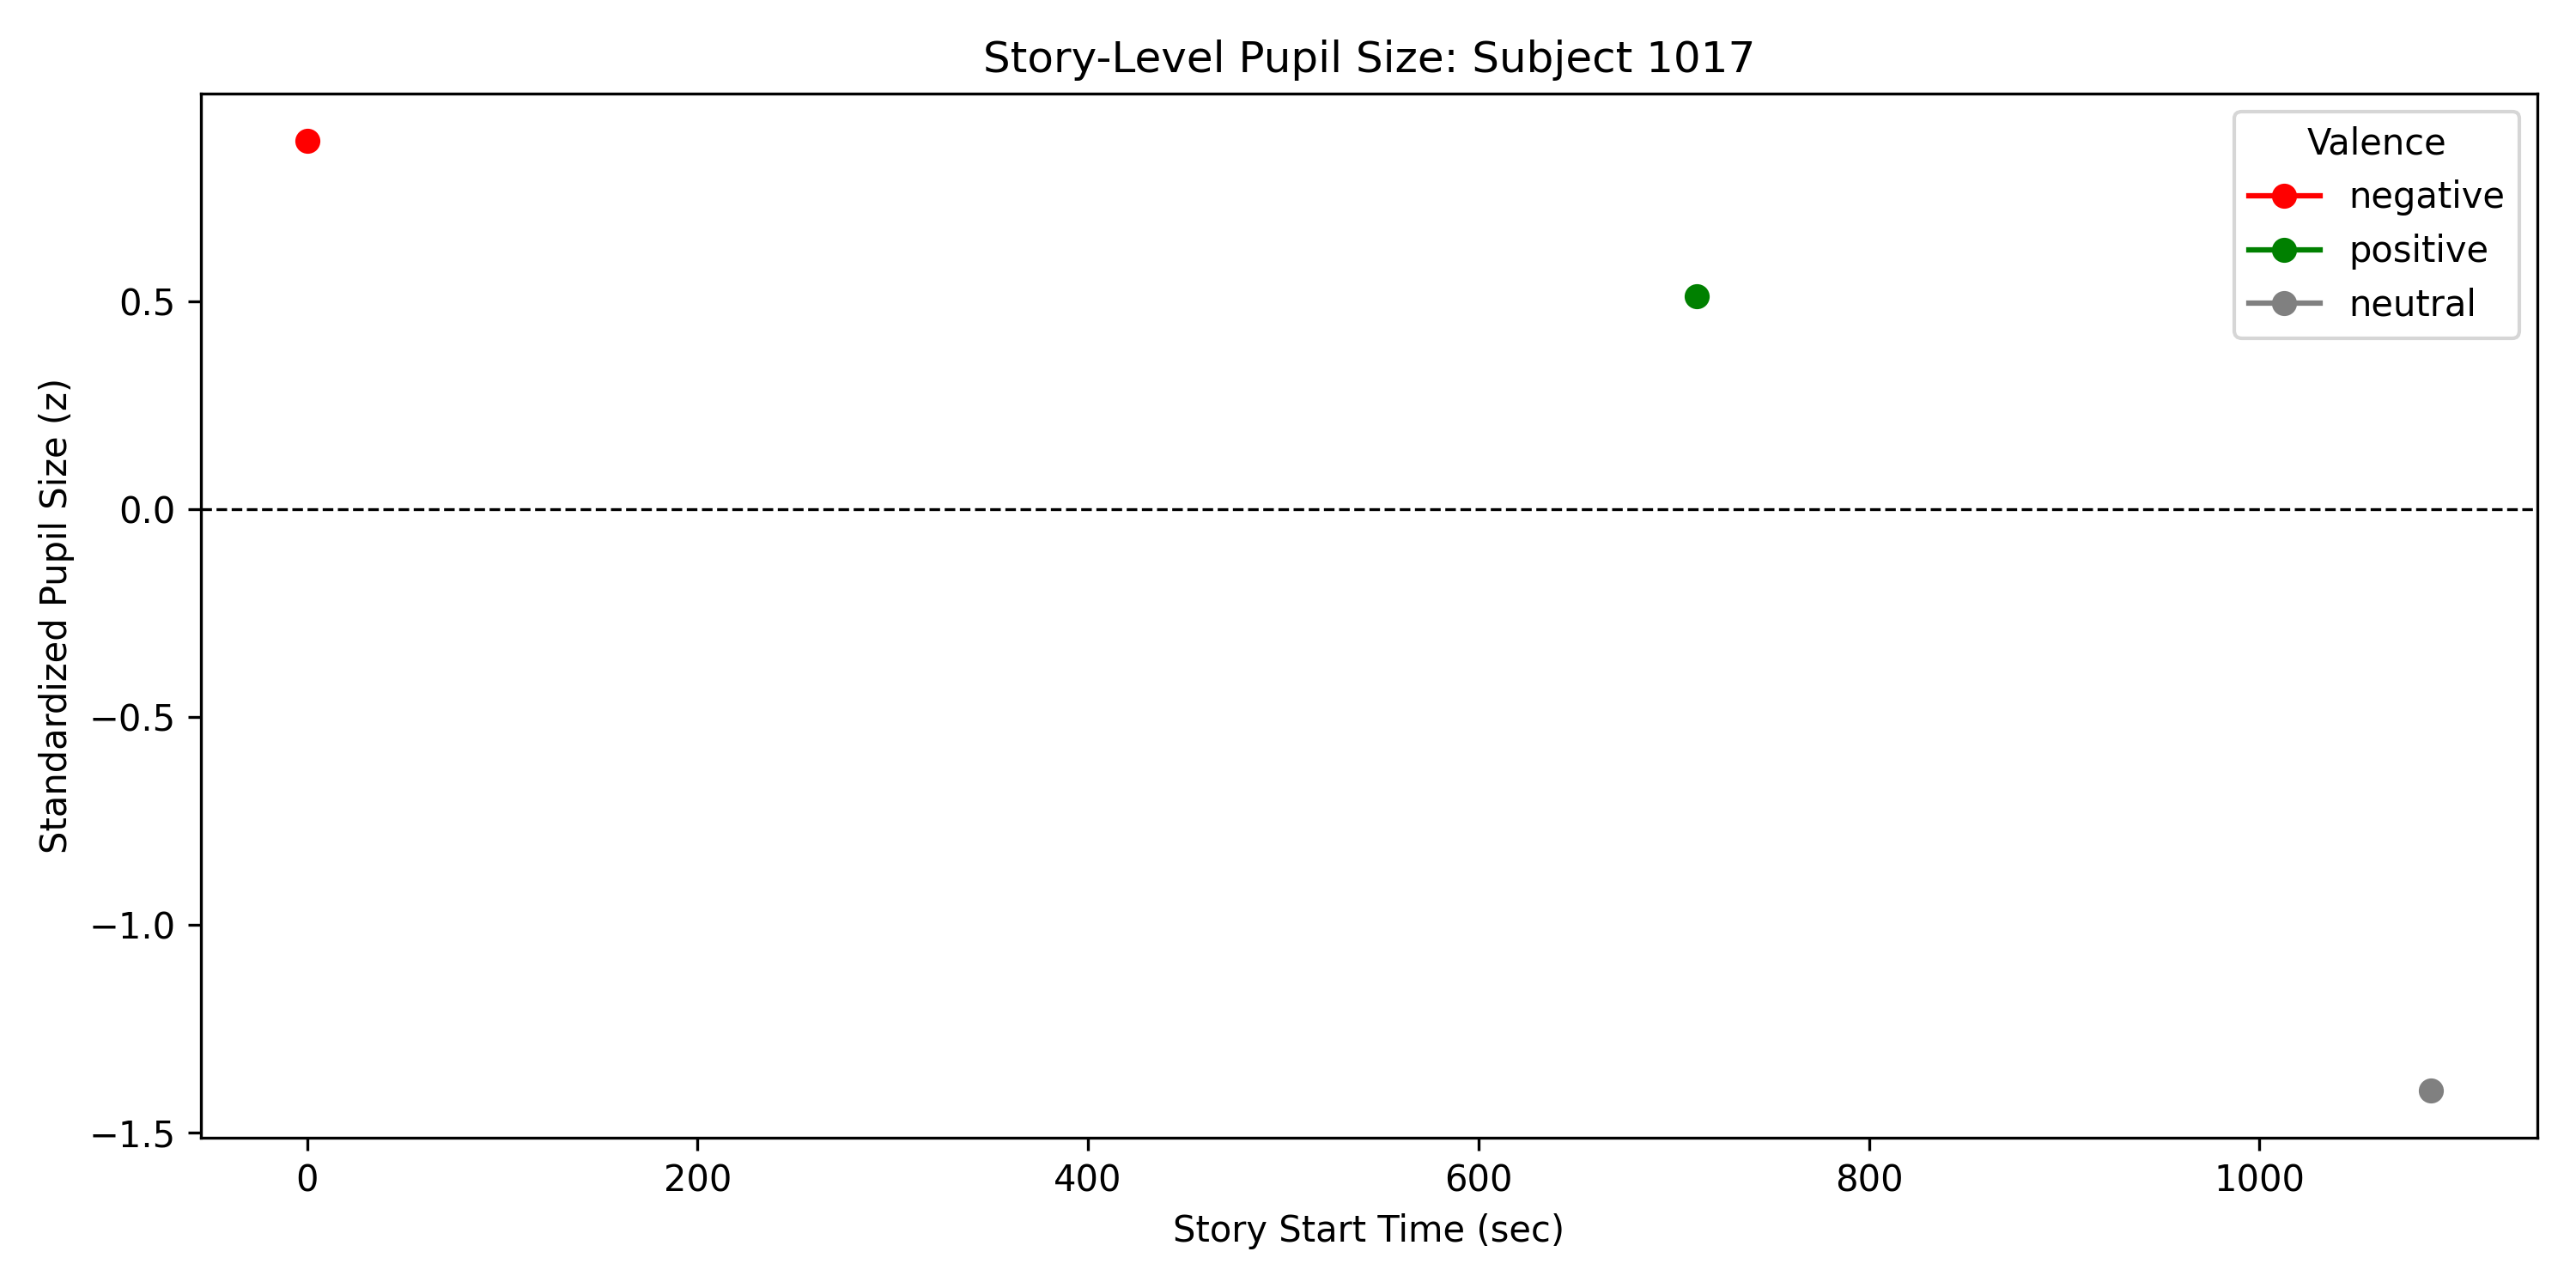 Story-Level Pupil Size: Subject 1017
Valence
negative
positive
neutral
Standardized Pupil Size (z)
0.5
0.0
−0.5
−1.0
−1.5
0 200 400 600 800 1000
Story Start Time (sec)